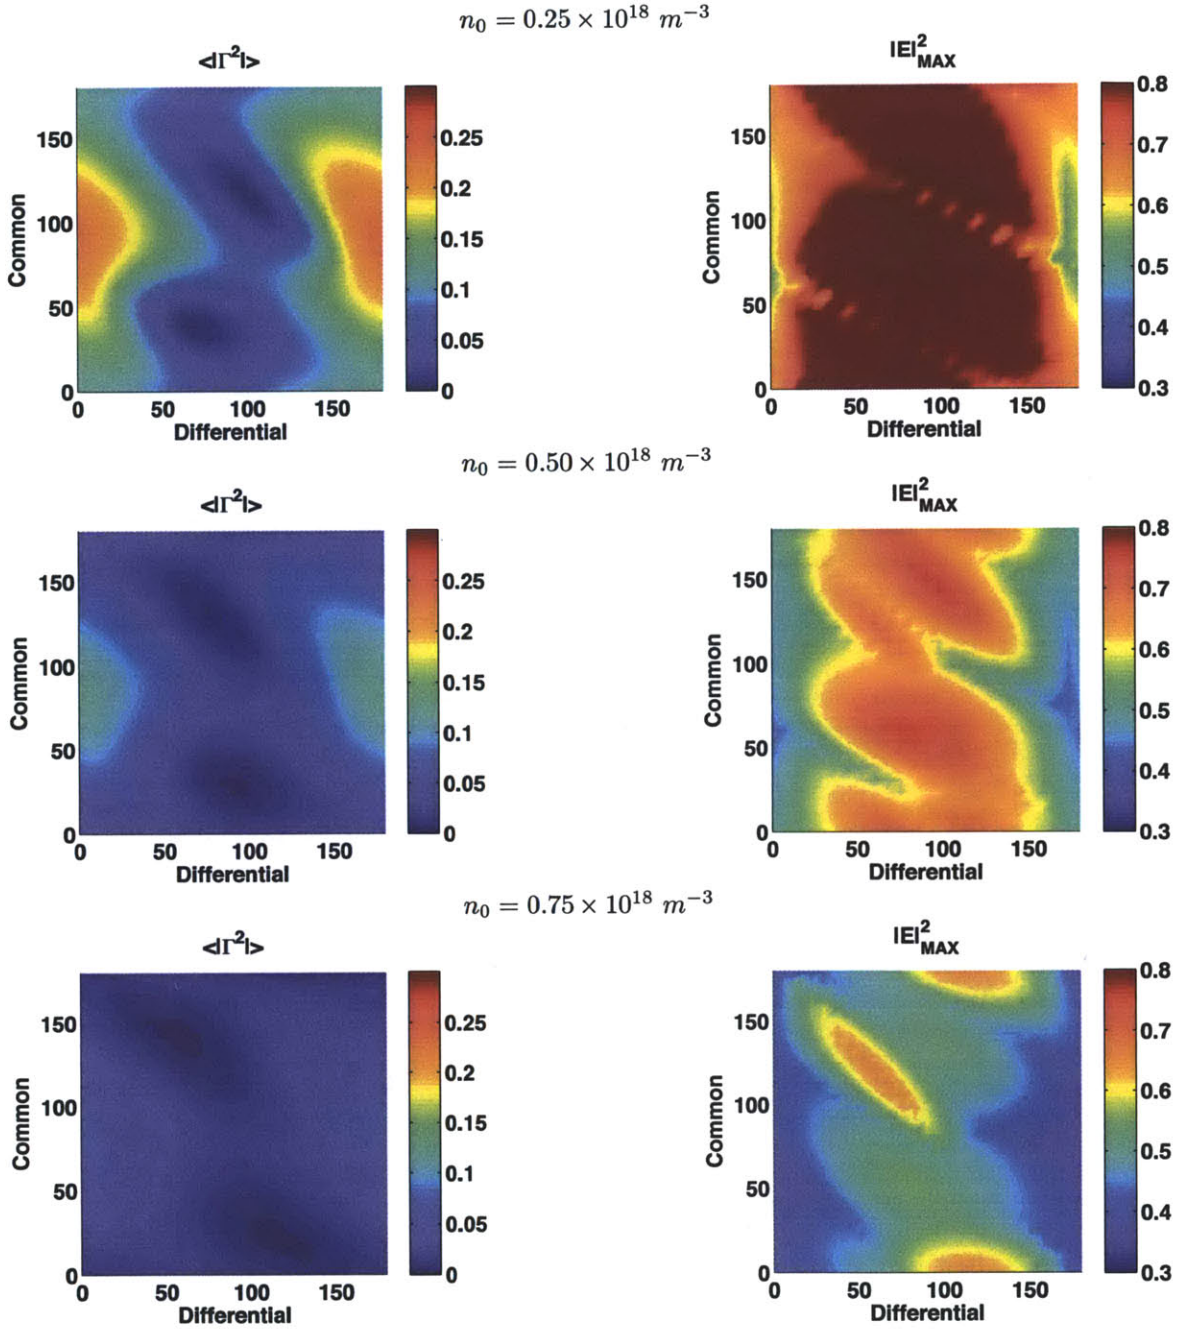 n₀ = 0.25 × 10¹⁸ m⁻³
<|Γ²|>
|E|²MAX
150
100
50
0
Common
0 50 100 150
Differential
0.25
0.2
0.15
0.1
0.05
0
150
100
50
0
Common
0 50 100 150
Differential
0.8
0.7
0.6
0.5
0.4
0.3
n₀ = 0.50 × 10¹⁸ m⁻³
<|Γ²|>
|E|²MAX
150
100
50
0
Common
0 50 100 150
Differential
0.25
0.2
0.15
0.1
0.05
0
150
100
50
0
Common
0 50 100 150
Differential
0.8
0.7
0.6
0.5
0.4
0.3
n₀ = 0.75 × 10¹⁸ m⁻³
<|Γ²|>
|E|²MAX
150
100
50
0
Common
0 50 100 150
Differential
0.25
0.2
0.15
0.1
0.05
0
150
100
50
0
Common
0 50 100 150
Differential
0.8
0.7
0.6
0.5
0.4
0.3